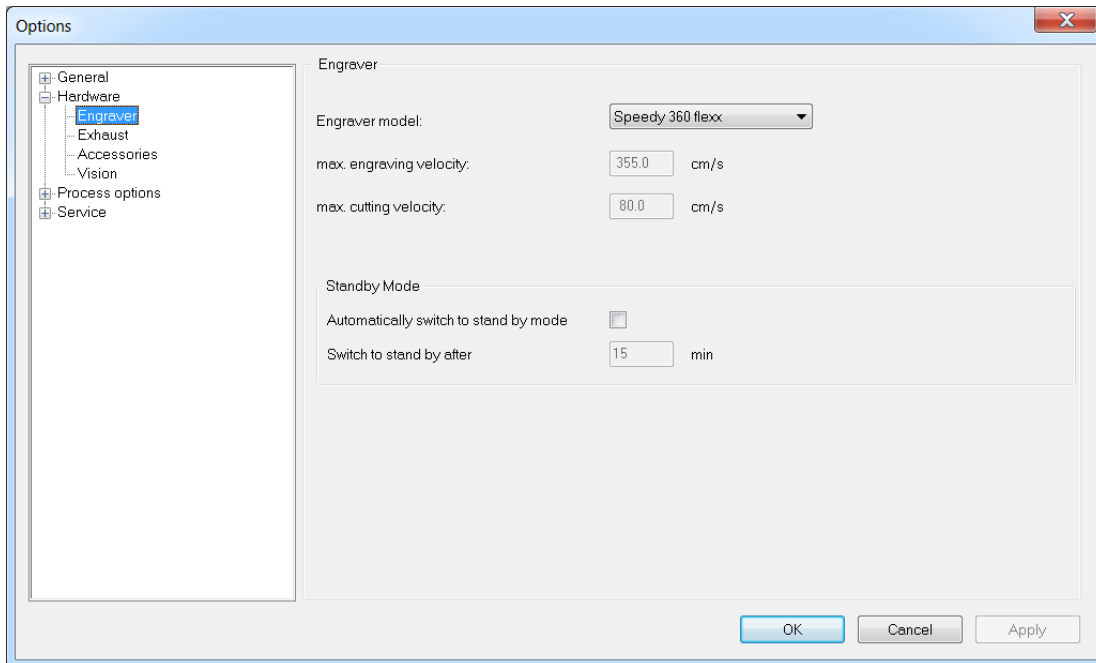 Options
General
Hardware
Engraver
Exhaust
Accessories
Vision
Process options
Service
Engraver
Engraver model: Speedy 360 flexx
max. engraving velocity: 355.0 cm/s
max. cutting velocity: 80.0 cm/s
Standby Mode
Automatically switch to stand by mode
Switch to stand by after 15 min
OK Cancel Apply